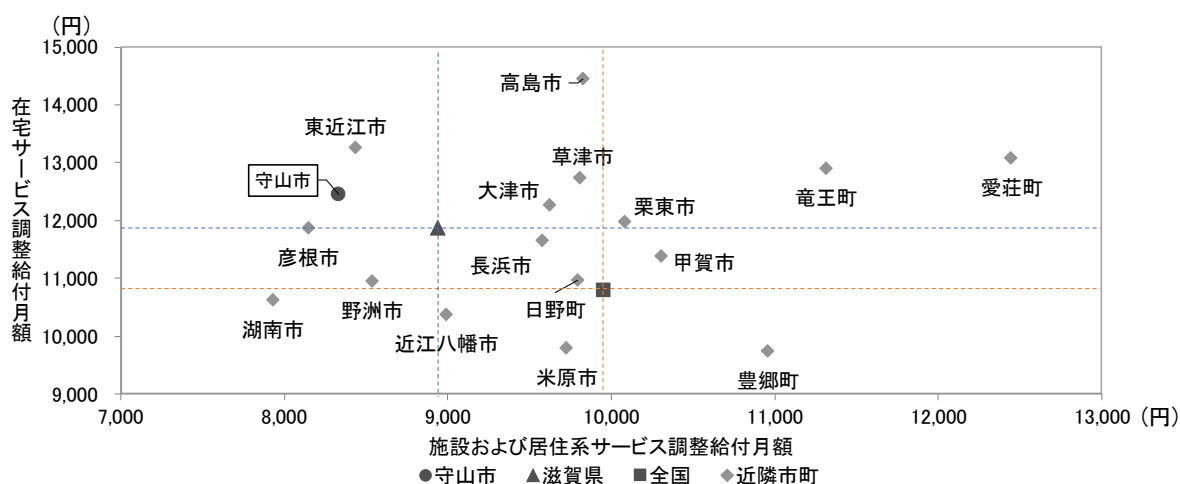 (円)
在宅サービス調整給付月額
15,000
14,000
13,000
12,000
11,000
10,000
9,000
高島市
東近江市
草津市
守山市
大津市
栗東市
竜王町
愛荘町
彦根市
長浜市
甲賀市
湖南市
野洲市
日野町
近江八幡市
米原市
豊郷町
7,000 8,000 9,000 10,000 11,000 12,000 13,000 (円)
施設および居住系サービス調整給付月額
●守山市 ▲滋賀県 ■全国 ◆近隣市町